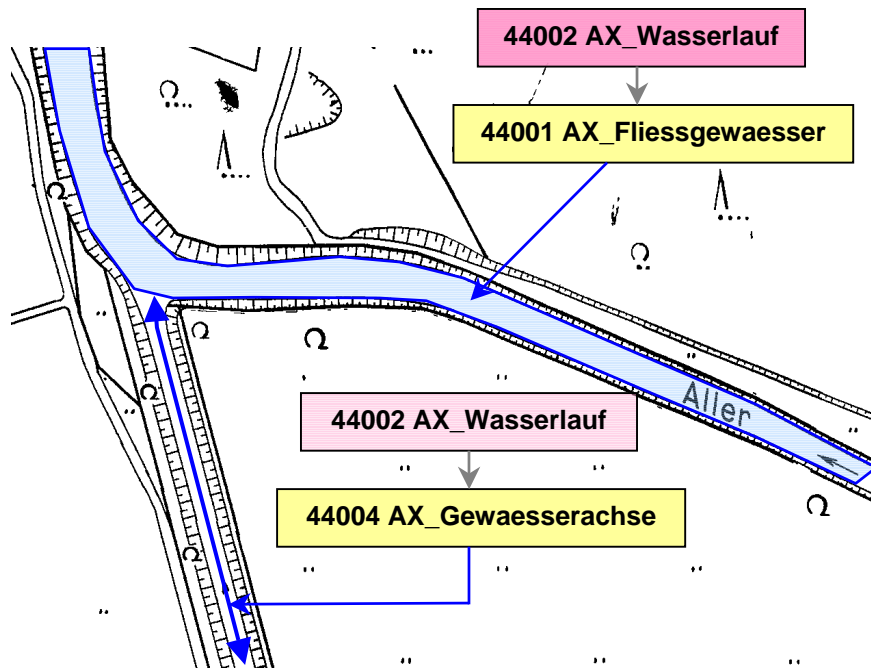 44002 AX_Wasserlauf
44001 AX_Fliessgewaesser
Aller
44002 AX_Wasserlauf
44004 AX_Gewaesserachse